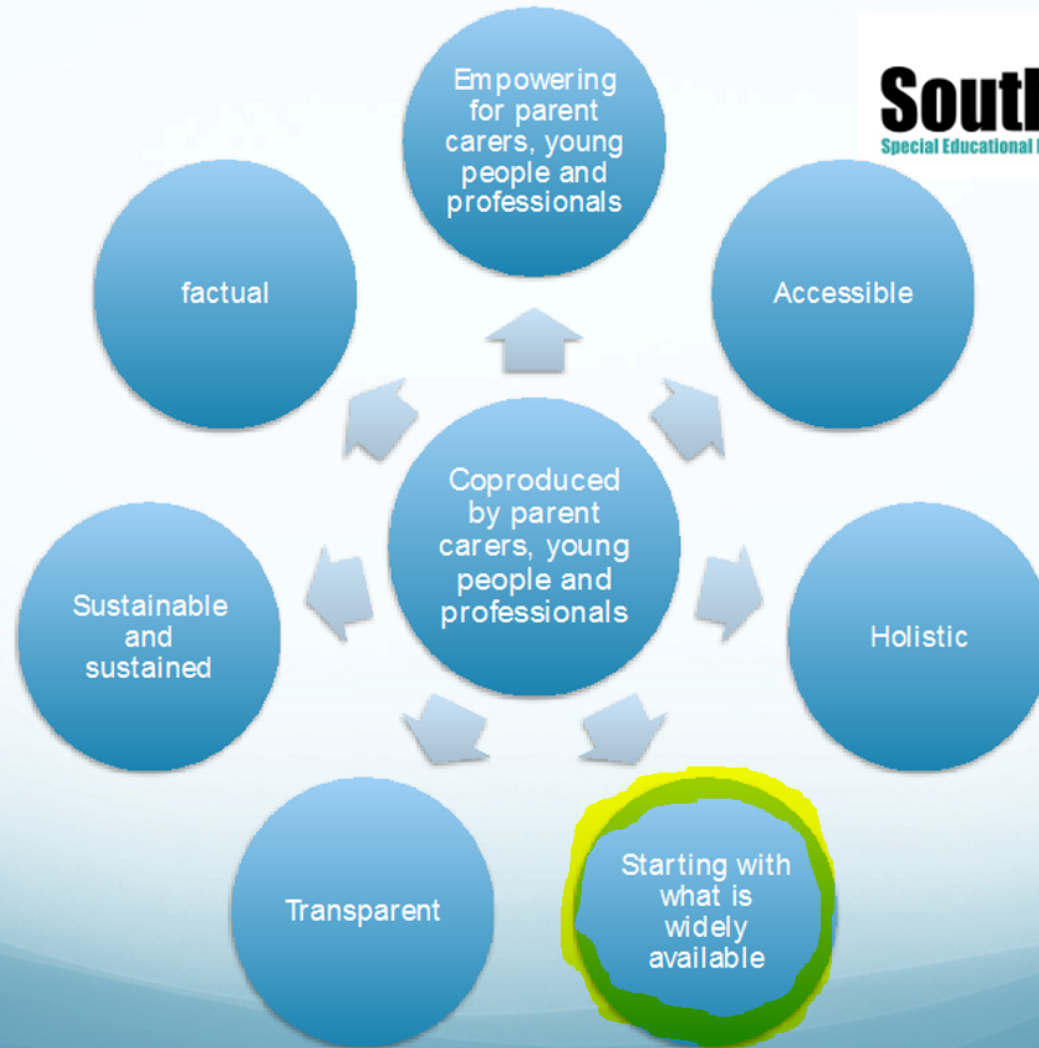 Empowering
for parent
carers, young
people and
professionals
South
Special Educational
factual
Accessible
Coproduced
by parent
carers, young
people and
professionals
Sustainable
and
sustained
Holistic
Transparent
Starting with
what is
widely
available